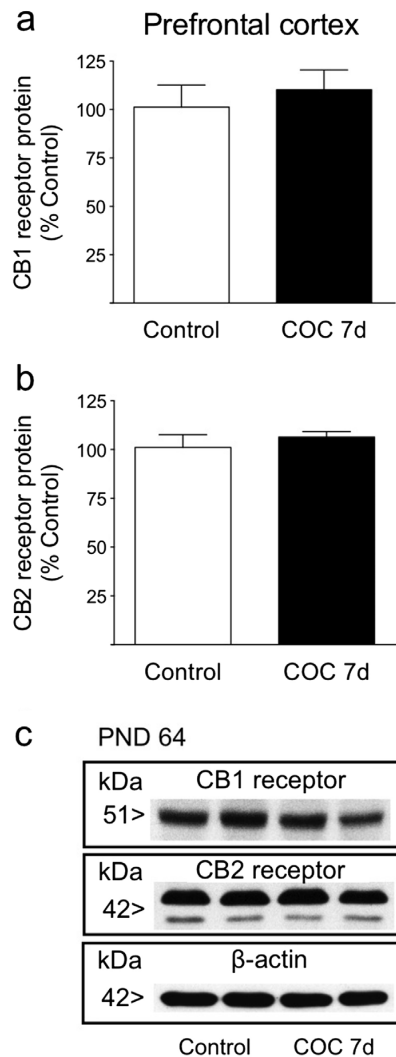 a
Prefrontal cortex
CB1 receptor protein
(% Control)
125
100
75
50
25
Control COC 7d
b
CB2 receptor protein
(% Control)
125
100
75
50
25
Control COC 7d
c
PND 64
kDa CB1 receptor
51>
kDa CB2 receptor
42>
kDa β-actin
42>
Control COC 7d